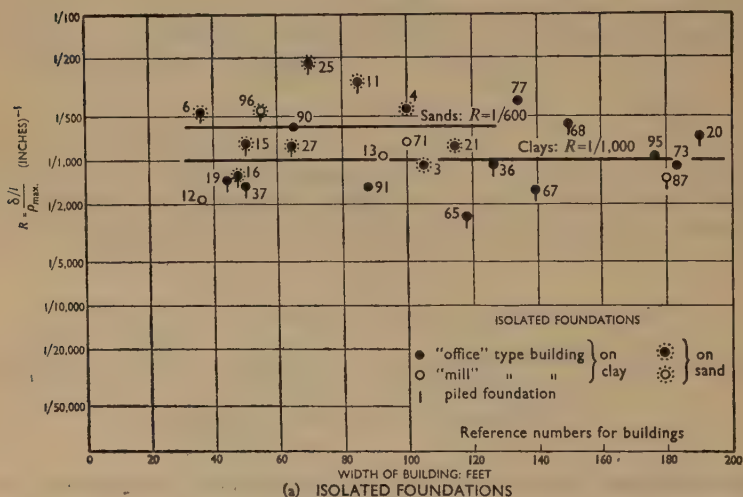 1/100
1/200
1/500
1/1,000
1/2,000
1/5,000
1/10,000
1/20,000
1/50,000
R = δ/l / ρmax. (INCHES)⁻¹
25
11
77
6
96
4
90
Sands: R=1/600
68
20
15
27
71
21
Clays: R=1/1,000
95
73
13
3
36
19
16
37
91
67
87
12
65
ISOLATED FOUNDATIONS
"office" type building } on clay
"mill" " "
piled foundation
} on sand
Reference numbers for buildings
0 20 40 60 80 100 120 140 160 180 200
WIDTH OF BUILDING: FEET
(a) ISOLATED FOUNDATIONS